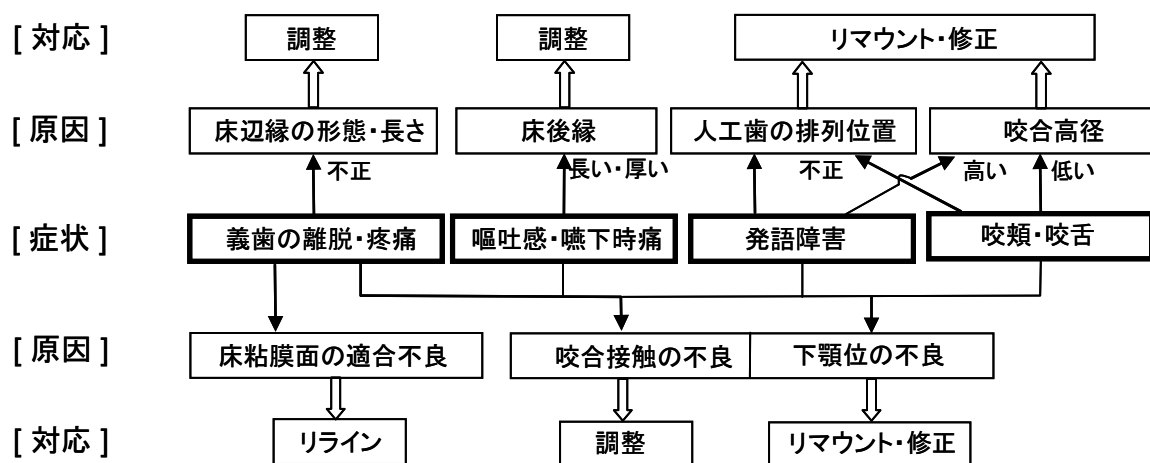 [ 対応 ] 調整 調整 リマウント・修正
[ 原因 ] 床辺縁の形態・長さ 床後縁 人工歯の排列位置 咬合高径
不正 長い・厚い 不正 高い 低い
[ 症状 ] 義歯の離脱・疼痛 嘔吐感・嚥下時痛 発語障害 咬頬・咬舌
[ 原因 ] 床粘膜面の適合不良 咬合接触の不良 下顎位の不良
[ 対応 ] リライン 調整 リマウント・修正